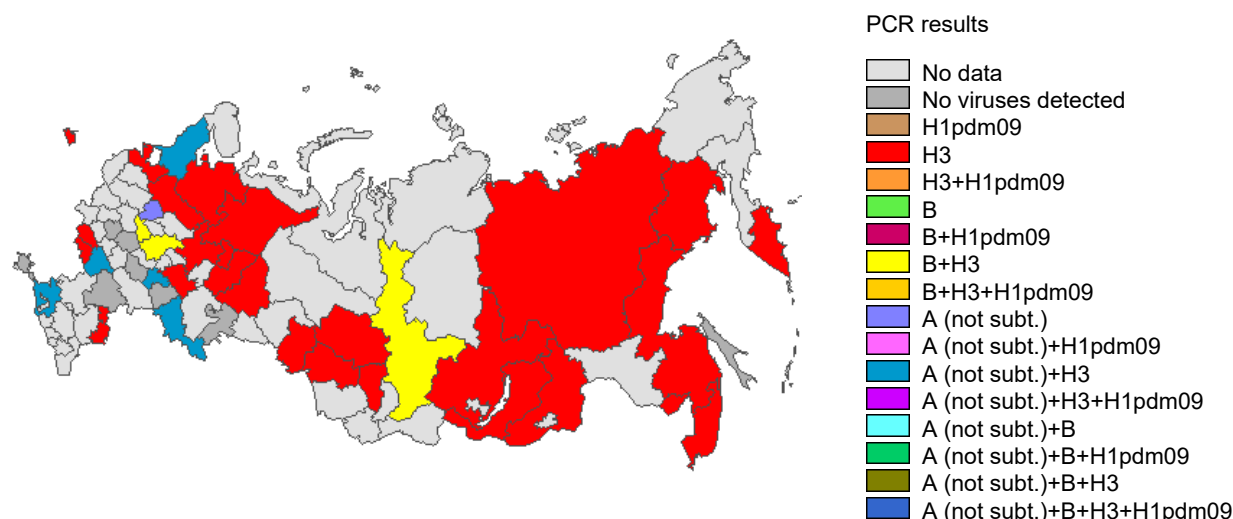 PCR results
No data
No viruses detected
H1pdm09
H3
H3+H1pdm09
B
B+H1pdm09
B+H3
B+H3+H1pdm09
A (not subt.)
A (not subt.)+H1pdm09
A (not subt.)+H3
A (not subt.)+H3+H1pdm09
A (not subt.)+B
A (not subt.)+B+H1pdm09
A (not subt.)+B+H3
A (not subt.)+B+H3+H1pdm09